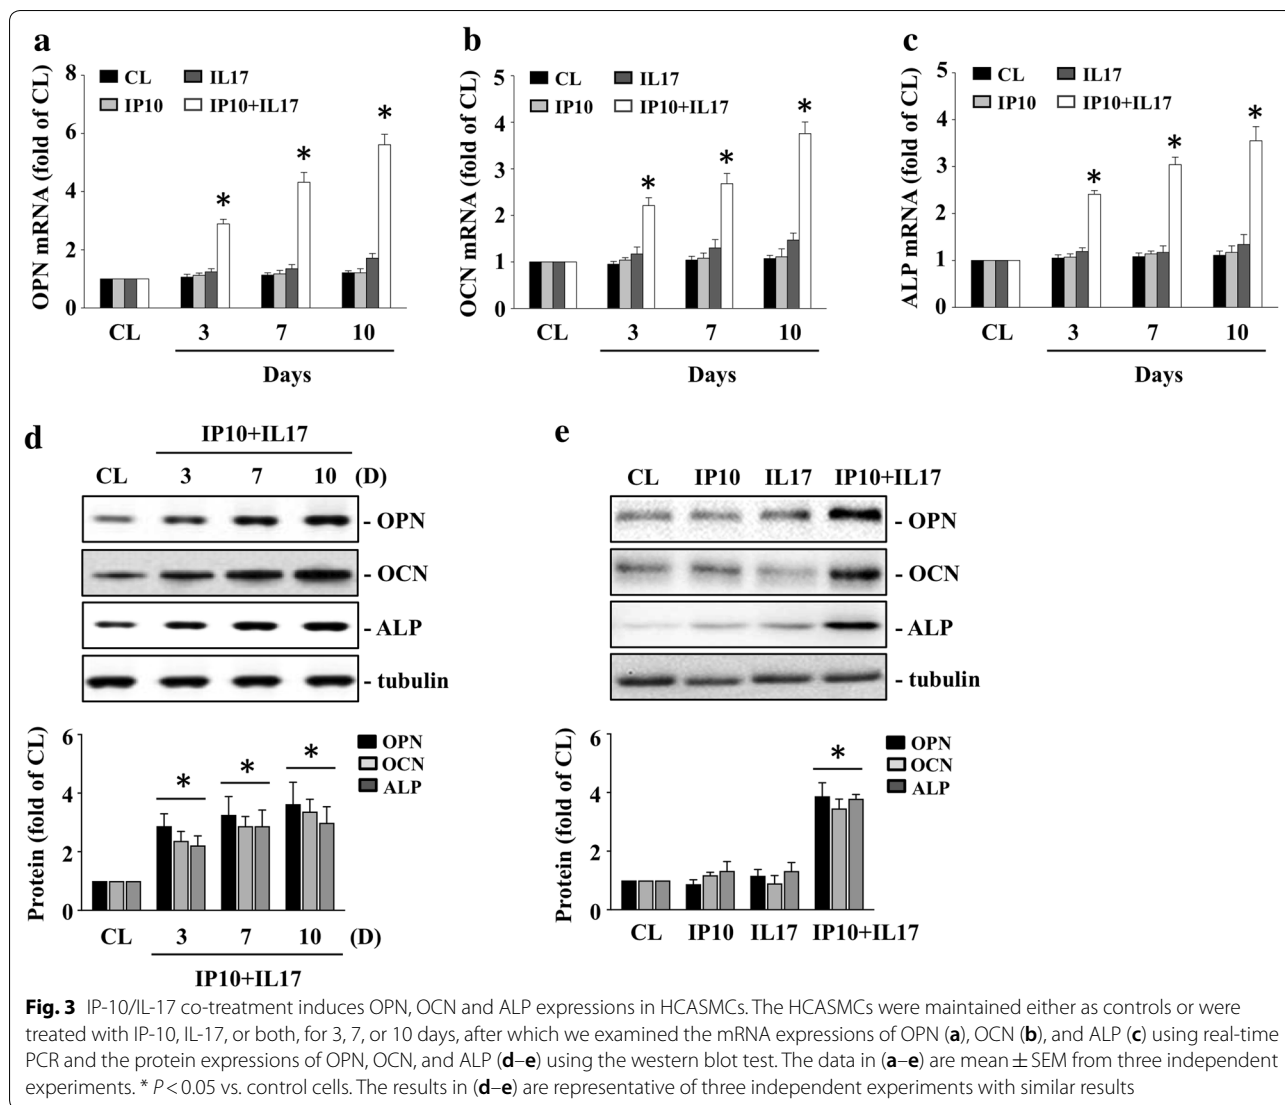 a
CL IL17
IP10 IP10+IL17
OPN mRNA (fold of CL)
8
6
4
2
0
* * *
CL 3 7 10
Days
b
CL IL17
IP10 IP10+IL17
OCN mRNA (fold of CL)
5
4
3
2
1
0
* * *
CL 3 7 10
Days
c
CL IL17
IP10 IP10+IL17
ALP mRNA (fold of CL)
5
4
3
2
1
0
* * *
CL 3 7 10
Days
d
IP10+IL17
CL 3 7 10 (D)
- OPN
- OCN
- ALP
- tubulin
Protein (fold of CL)
6
4
2
0
* * *
OPN
OCN
ALP
CL 3 7 10 (D)
IP10+IL17
e
CL IP10 IL17 IP10+IL17
- OPN
- OCN
- ALP
- tubulin
Protein (fold of CL)
6
4
2
0
*
OPN
OCN
ALP
CL IP10 IL17 IP10+IL17
Fig. 3 IP-10/IL-17 co-treatment induces OPN, OCN and ALP expressions in HCASMCs. The HCASMCs were maintained either as controls or were
treated with IP-10, IL-17, or both, for 3, 7, or 10 days, after which we examined the mRNA expressions of OPN (a), OCN (b), and ALP (c) using real-time
PCR and the protein expressions of OPN, OCN, and ALP (d–e) using the western blot test. The data in (a–e) are mean ± SEM from three independent
experiments. * P < 0.05 vs. control cells. The results in (d–e) are representative of three independent experiments with similar results